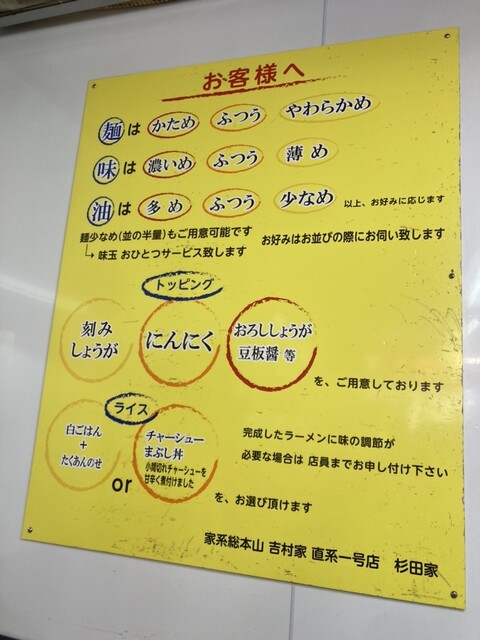 お客様へ
麺 は かため ふつう やわらかめ
味 は 濃いめ ふつう 薄め
油 は 多め ふつう 少なめ 以上、お好みに応じます
麺少なめ(並の半量)もご用意可能です
└→ 味玉 おひとつサービス致します
お好みはお並びの際にお伺い致します
トッピング
刻み
しょうが
にんにく
おろししょうが
豆板醤 等
を、ご用意しております
ライス
白ごはん
+
たくあんのせ
or
チャーシュー
まぶし丼
小間切れチャーシューを
甘辛く煮付けました
を、お選び頂けます
完成したラーメンに味の調節が
必要な場合は 店員までお申し付け下さい
家系総本山 吉村家 直系一号店 杉田家